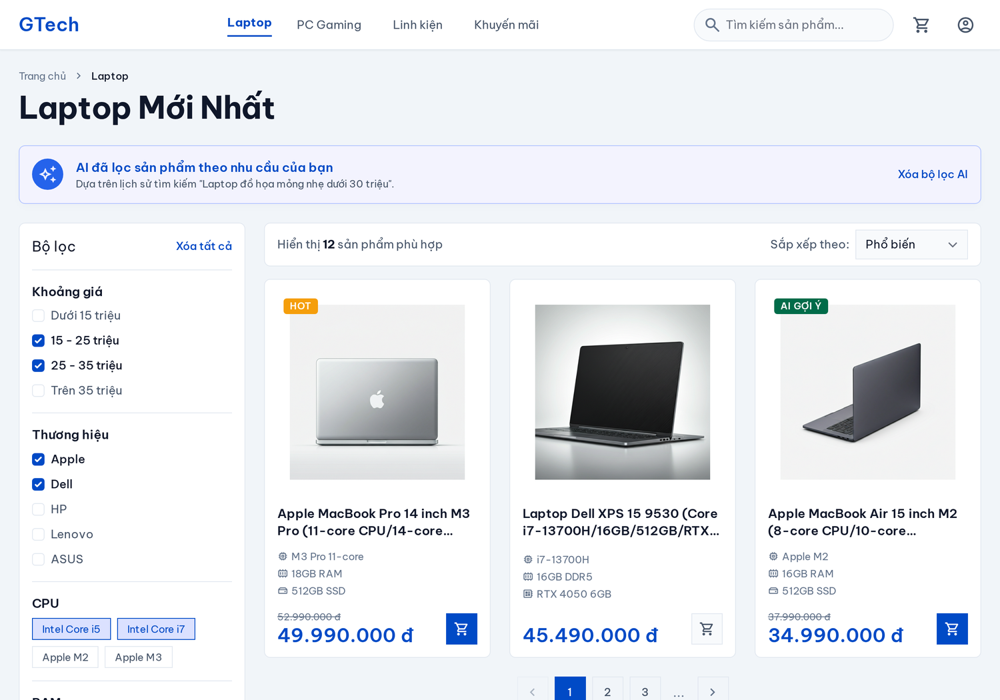 GTech
Laptop
PC Gaming
Linh kiện
Khuyến mãi
Tìm kiếm sản phẩm...
Trang chủ
Laptop
Laptop Mới Nhất
AI đã lọc sản phẩm theo nhu cầu của bạn
Dựa trên lịch sử tìm kiếm "Laptop đồ họa mỏng nhẹ dưới 30 triệu".
Xóa bộ lọc AI
Bộ lọc
Xóa tất cả
Khoảng giá
Dưới 15 triệu
15 - 25 triệu
25 - 35 triệu
Trên 35 triệu
Thương hiệu
Apple
Dell
HP
Lenovo
ASUS
CPU
Intel Core i5
Intel Core i7
Apple M2
Apple M3
RAM
Hiển thị 12 sản phẩm phù hợp
Sắp xếp theo:
Phổ biến
HOT
Apple MacBook Pro 14 inch M3
Pro (11-core CPU/14-core...
M3 Pro 11-core
18GB RAM
512GB SSD
52.990.000 đ
49.990.000 đ
Laptop Dell XPS 15 9530 (Core
i7-13700H/16GB/512GB/RTX...
i7-13700H
16GB DDR5
RTX 4050 6GB
45.490.000 đ
AI GỢI Ý
Apple MacBook Air 15 inch M2
(8-core CPU/10-core...
Apple M2
16GB RAM
512GB SSD
37.990.000 đ
34.990.000 đ
1
2
3
...